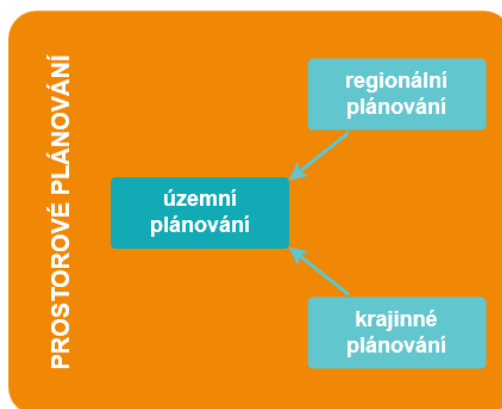 PROSTOROVÉ PLÁNOVÁNÍ
regionální
plánování
územní
plánování
krajinné
plánování